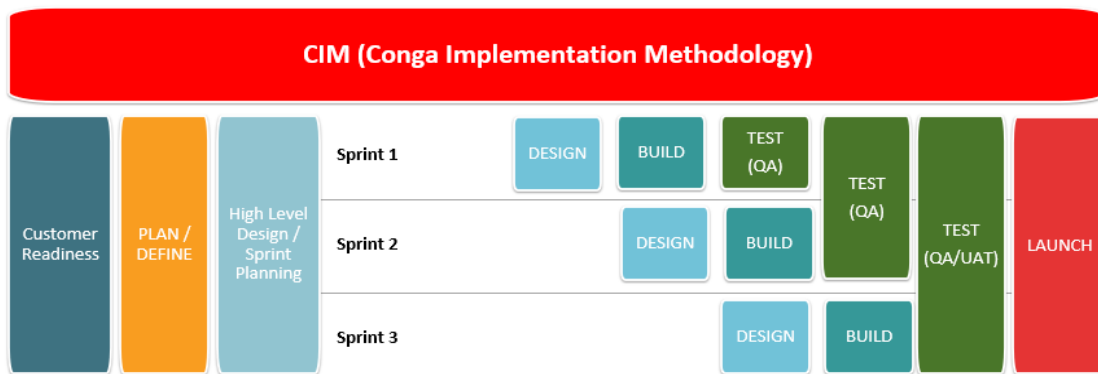 CIM (Conga Implementation Methodology)
Customer
Readiness
PLAN /
DEFINE
High Level
Design /
Sprint
Planning
Sprint 1
DESIGN
BUILD
TEST
(QA)
Sprint 2
DESIGN
BUILD
TEST
(QA)
Sprint 3
DESIGN
BUILD
TEST
(QA/UAT)
LAUNCH